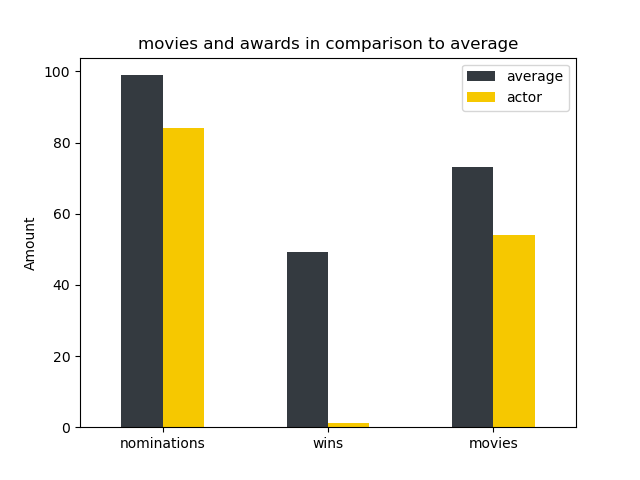 movies and awards in comparison to average
average
actor
100
80
60
40
20
0
Amount
nominations
wins
movies